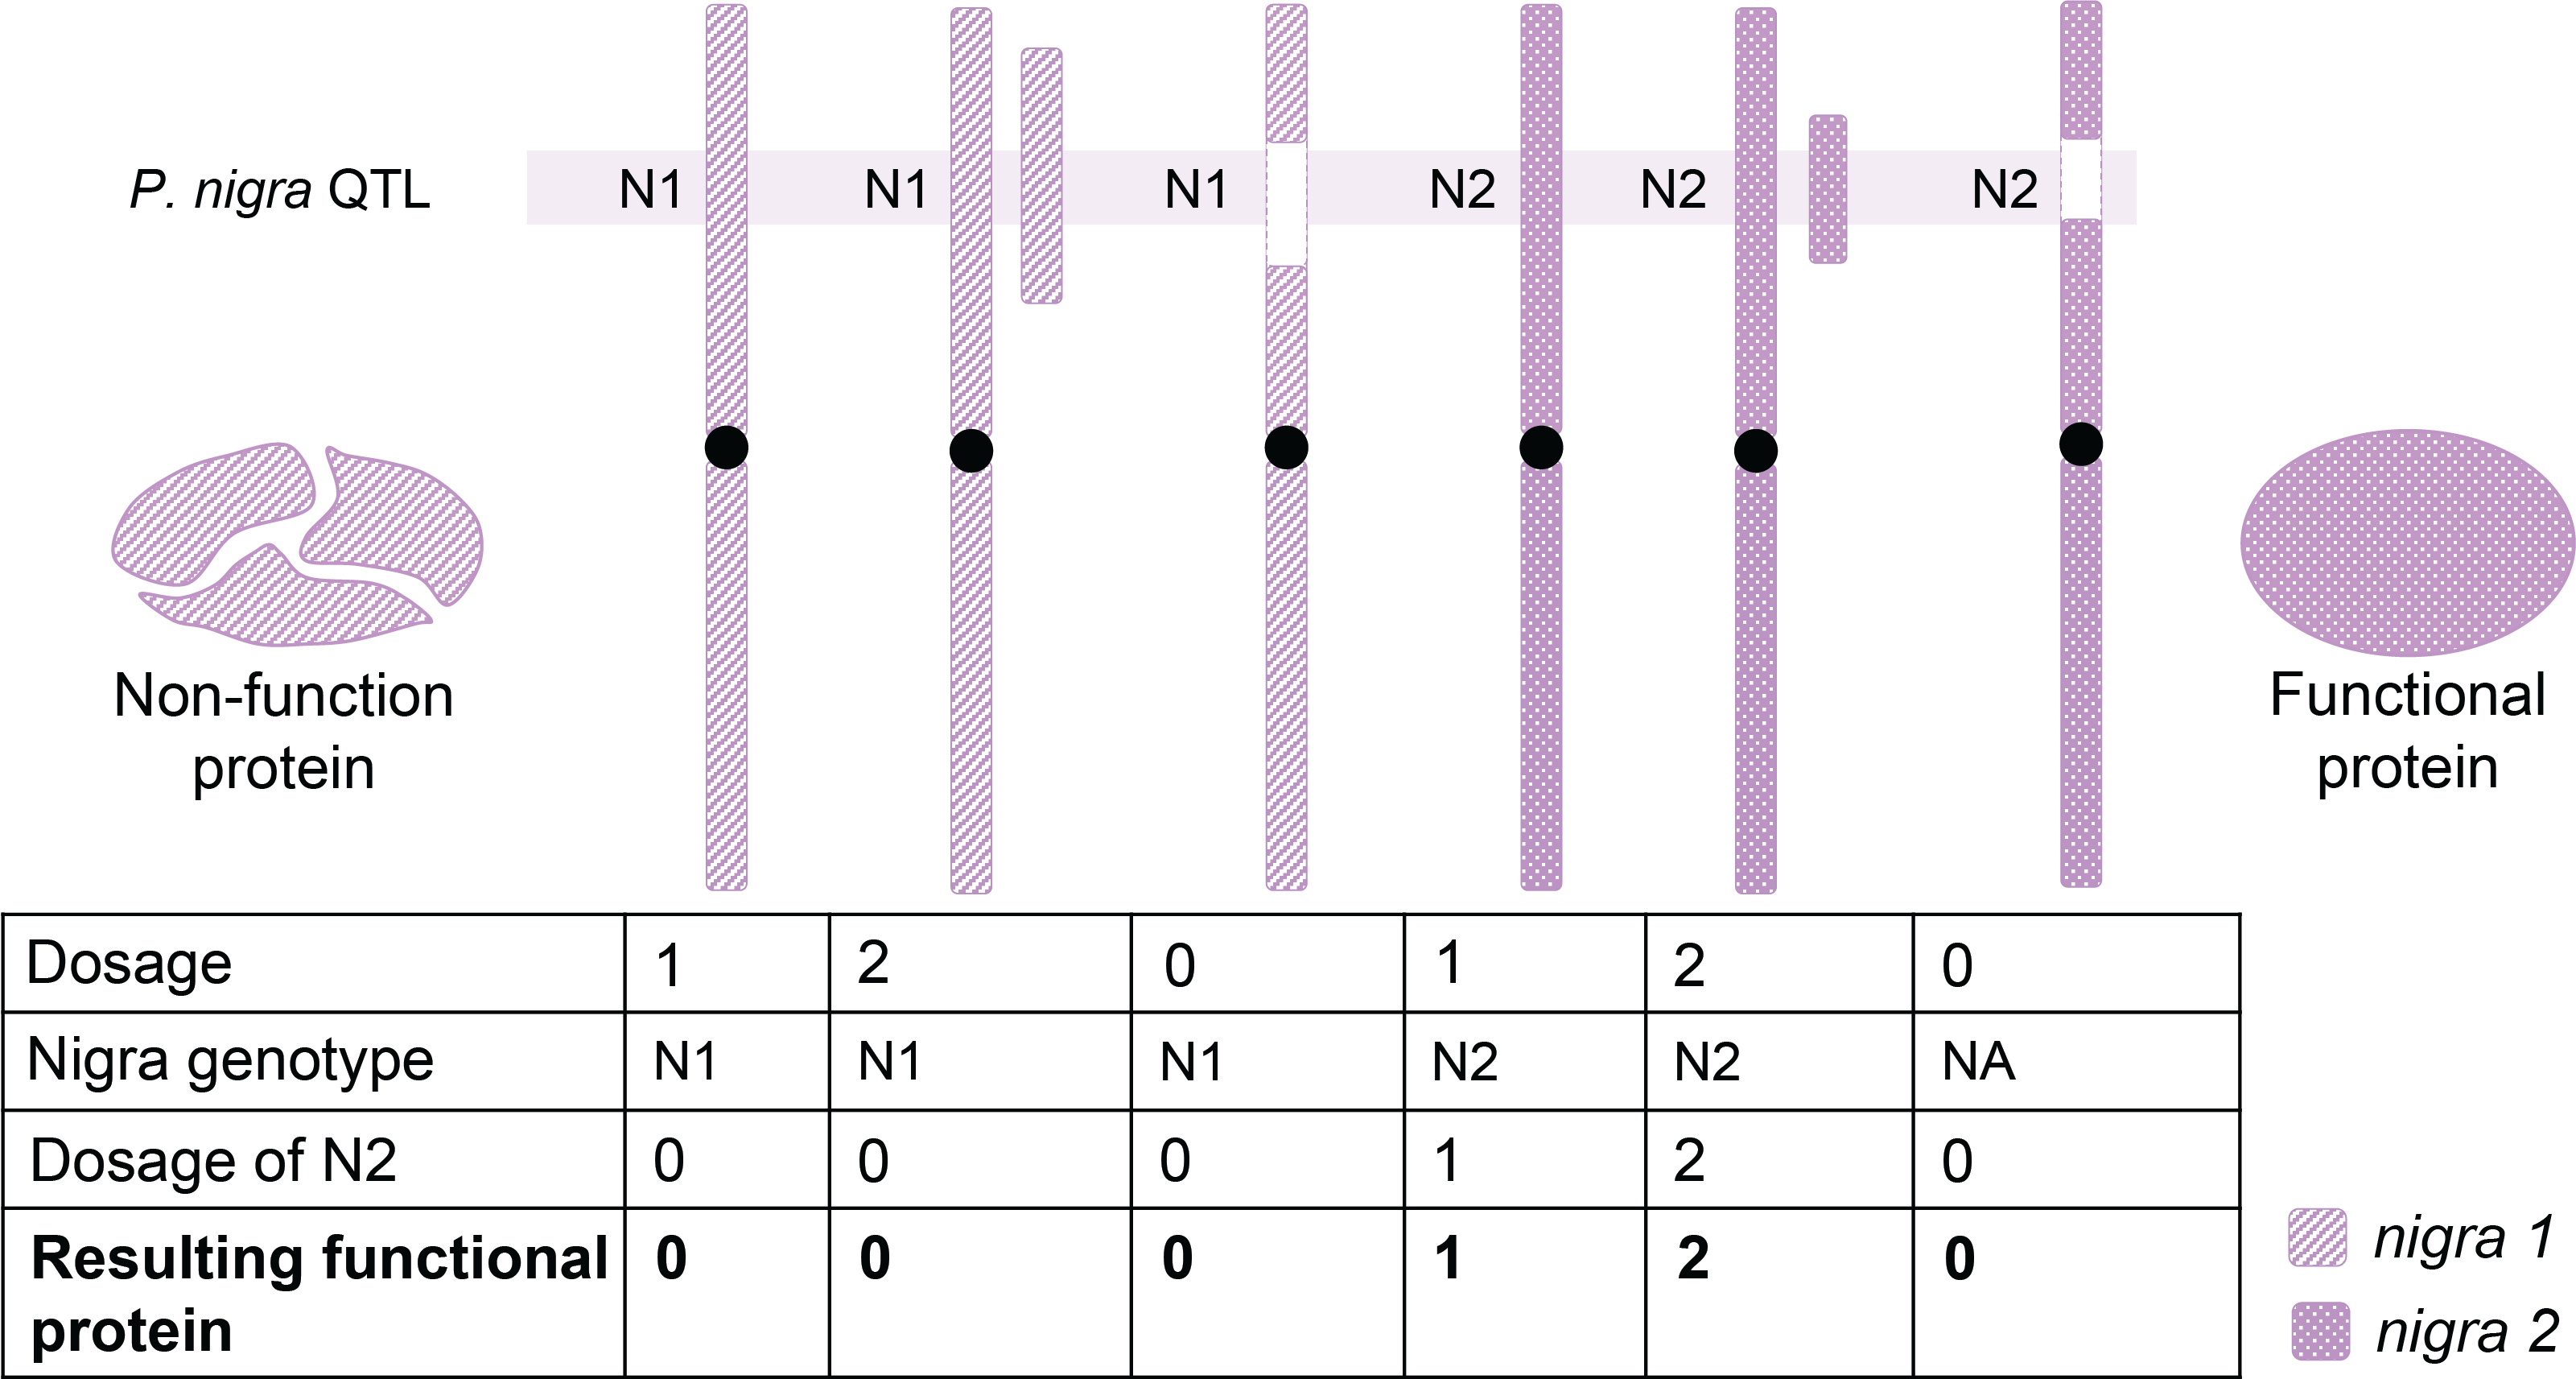 P. nigra QTL N1 N1 N1 N2 N2 N2
Non-function
protein
Functional
protein
Dosage 1 2 0 1 2 0
Nigra genotype N1 N1 N1 N2 N2 NA
Dosage of N2 0 0 0 1 2 0
Resulting functional 0 0 0 1 2 0
protein
nigra 1
nigra 2